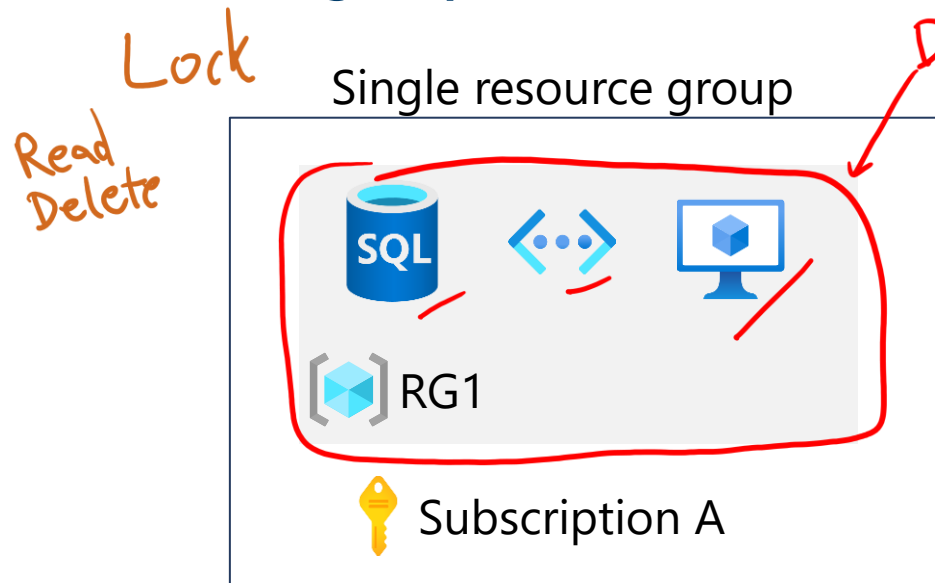 Lock
Single resource group
Read
Delete
SQL
RG1
Subscription A